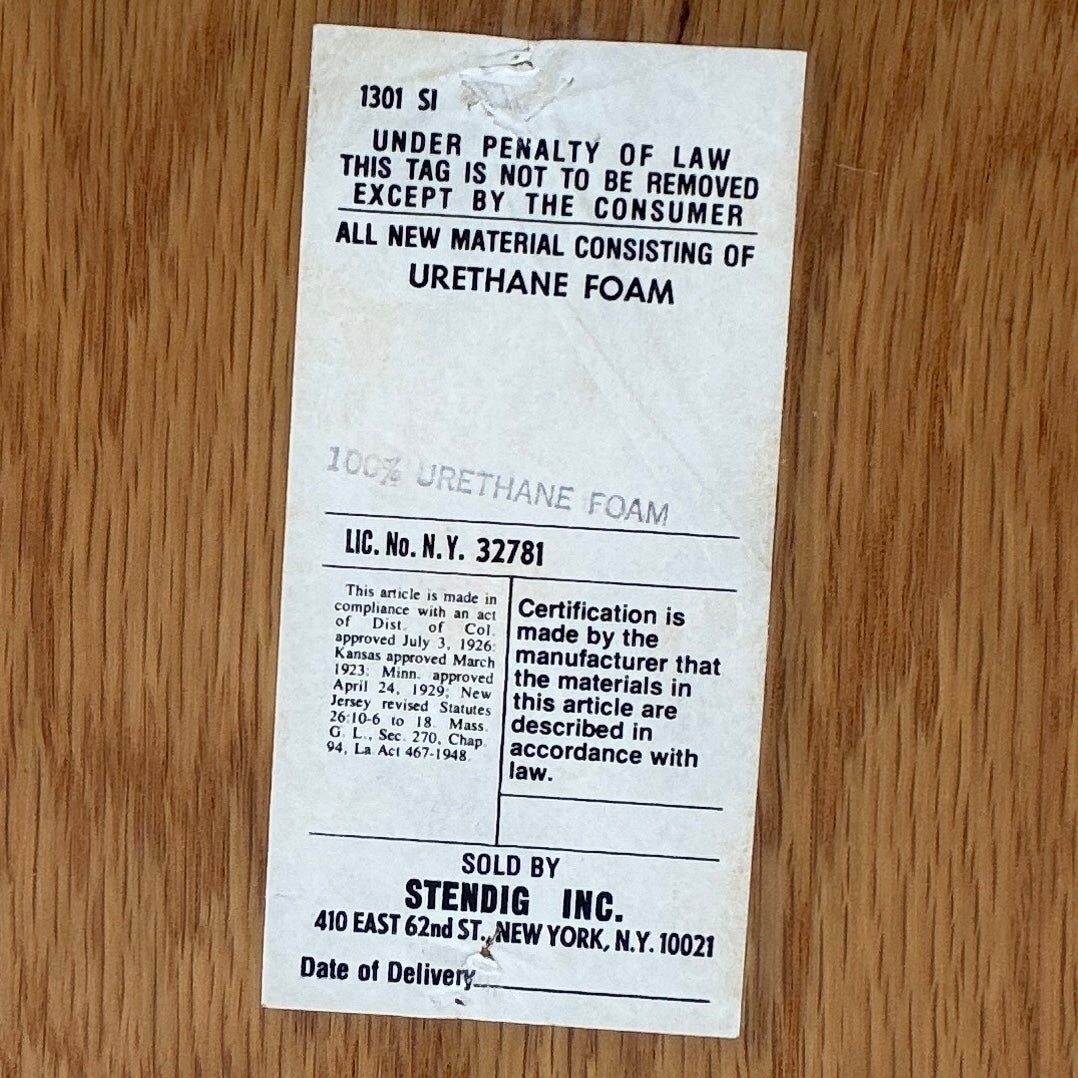 1301 SI
UNDER PENALTY OF LAW
THIS TAG IS NOT TO BE REMOVED
EXCEPT BY THE CONSUMER
ALL NEW MATERIAL CONSISTING OF
URETHANE FOAM
100% URETHANE FOAM
LIC. No. N.Y. 32781
This article is made in
compliance with an act
of Dist. of Col.
approved July 3, 1926;
Kansas approved March
1923; Minn. approved
April 24, 1929; New
Jersey revised Statutes
26:10-6 to 18. Mass.
G. L., Sec. 270, Chap.
94, La. Act 467-1948.
Certification is
made by the
manufacturer that
the materials in
this article are
described in
accordance with
law.
SOLD BY
STENDIG INC.
410 EAST 62nd ST., NEW YORK, N.Y. 10021
Date of Delivery